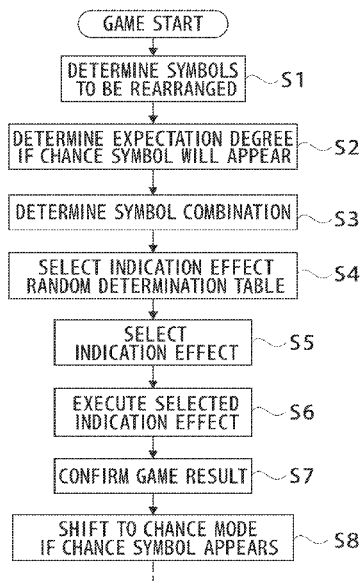 GAME START
DETERMINE SYMBOLS
TO BE REARRANGED
S1
DETERMINE EXPECTATION DEGREE
IF CHANCE SYMBOL WILL APPEAR
S2
DETERMINE SYMBOL COMBINATION
S3
SELECT INDICATION EFFECT
RANDOM DETERMINATION TABLE
S4
SELECT
INDICATION EFFECT
S5
EXECUTE SELECTED
INDICATION EFFECT
S6
CONFIRM GAME RESULT
S7
SHIFT TO CHANCE MODE
IF CHANCE SYMBOL APPEARS
S8